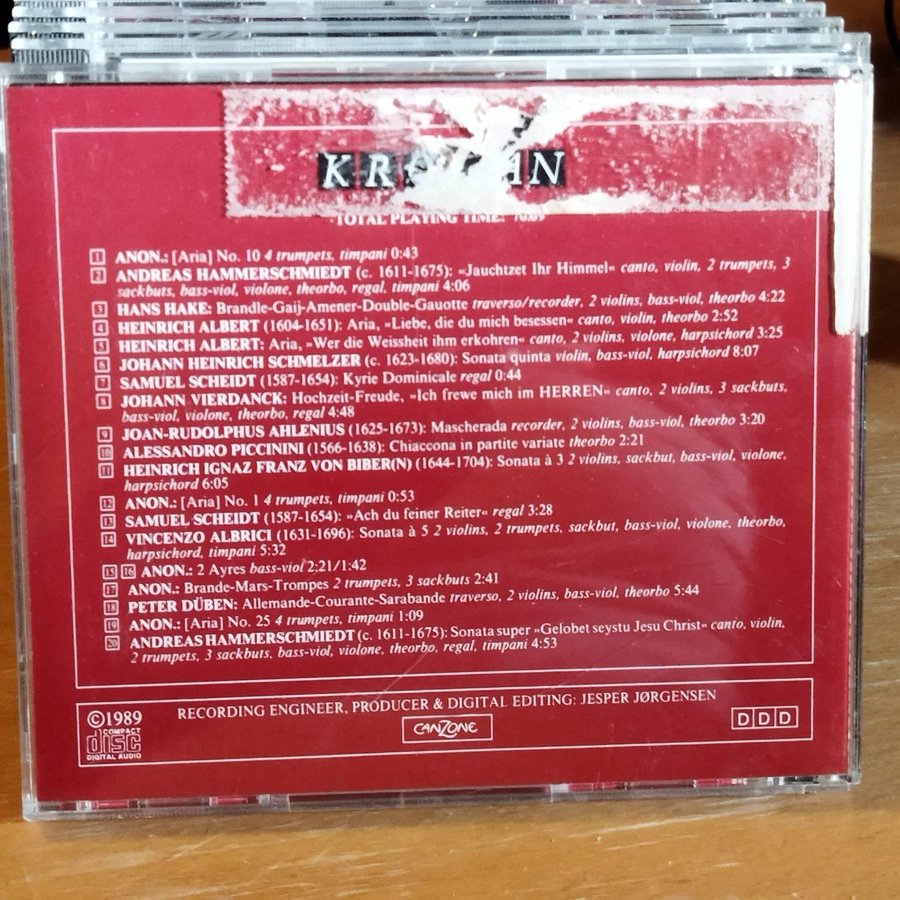 TOTAL PLAYING TIME:
1 ANON.: [Aria] No. 10 4 trumpets, timpani 0:43
2 ANDREAS HAMMERSCHMIEDT (c. 1611-1675): »Jauchtzet Ihr Himmel« canto, violin, 2 trumpets, 3
sackbuts, bass-viol, violone, theorbo, regal, timpani 4:06
3 HANS HAKE: Brandle-Gaij-Amener-Double-Gauotte traverso/recorder, 2 violins, bass-viol, theorbo 4:22
4 HEINRICH ALBERT (1604-1651): Aria, »Liebe, die du mich besessen« canto, violin, theorbo 2:52
5 HEINRICH ALBERT: Aria, »Wer die Weissheit ihm erkohren« canto, 2 violins, violone, harpsichord 3:25
6 JOHANN HEINRICH SCHMELZER (c. 1623-1680): Sonata quinta violin, bass-viol, harpsichord 8:07
7 SAMUEL SCHEIDT (1587-1654): Kyrie Dominicale regal 0:44
8 JOHANN VIERDANCK: Hochzeit-Freude, »Ich frewe mich im HERREN« canto, 2 violins, 3 sackbuts,
bass-viol, violone, theorbo, regal 4:48
9 JOAN-RUDOLPHUS AHLENIUS (1625-1673): Mascherada recorder, 2 violins, bass-viol, theorbo 3:20
10 ALESSANDRO PICCININI (1566-1638): Chiaccona in partite variate theorbo 2:21
11 HEINRICH IGNAZ FRANZ VON BIBER(N) (1644-1704): Sonata à 3 2 violins, sackbut, bass-viol, violone,
harpsichord 6:05
12 ANON.: [Aria] No. 1 4 trumpets, timpani 0:53
13 SAMUEL SCHEIDT (1587-1654): »Ach du feiner Reiter« regal 3:28
14 VINCENZO ALBRICI (1631-1696): Sonata à 5 2 violins, 2 trumpets, sackbut, bass-viol, violone, theorbo,
harpsichord, timpani 5:32
15 16 ANON.: 2 Ayres bass-viol 2:21/1:42
17 ANON.: Brande-Mars-Trompes 2 trumpets, 3 sackbuts 2:41
18 PETER DÜBEN: Allemande-Courante-Sarabande traverso, 2 violins, bass-viol, theorbo 5:44
19 ANON.: [Aria] No. 25 4 trumpets, timpani 1:09
20 ANDREAS HAMMERSCHMIEDT (c. 1611-1675): Sonata super »Gelobet seystu Jesu Christ« canto, violin,
2 trumpets, 3 sackbuts, bass-viol, violone, theorbo, regal, timpani 4:53
©1989
RECORDING ENGINEER, PRODUCER & DIGITAL EDITING: JESPER JØRGENSEN
COMPACT
disc
DIGITAL AUDIO
CANZONE
DDD